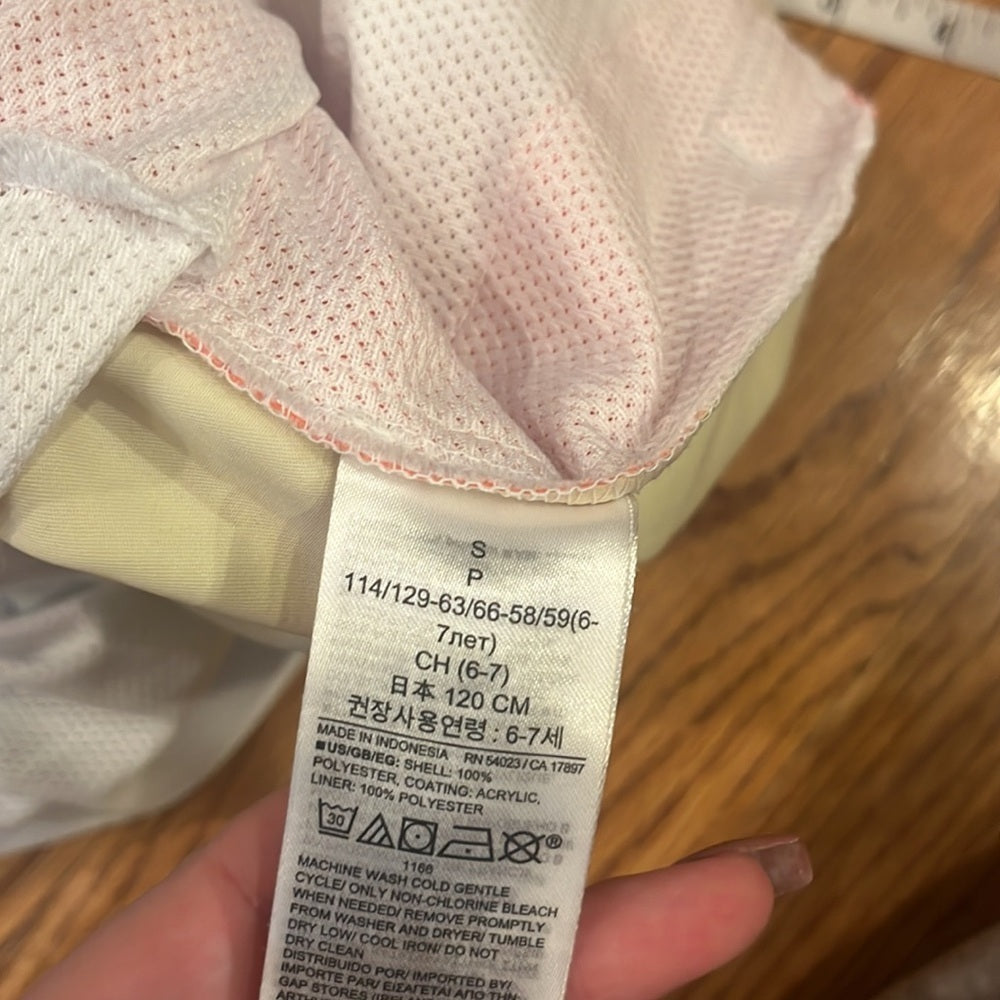 S
P
114/129-63/66-58/59(6-
7лет)
CH (6-7)
日本 120 CM
권장사용연령 : 6-7세
MADE IN INDONESIA RN 54023 / CA 17897
■US/GB/EG: SHELL: 100%
POLYESTER, COATING: ACRYLIC,
LINER: 100% POLYESTER
30 ®
1166
MACHINE WASH COLD GENTLE
CYCLE/ ONLY NON-CHLORINE BLEACH
WHEN NEEDED/ REMOVE PROMPTLY
FROM WASHER AND DRYER/ TUMBLE
DRY LOW/ COOL IRON/ DO NOT
DRY CLEAN
DISTRIBUIDO POR/ IMPORTED BY/
IMPORTE PAR/ ΕΙΣΑΓΕΤΑΙ ΑΠΟ ΤΗΝ:
GAP STORES